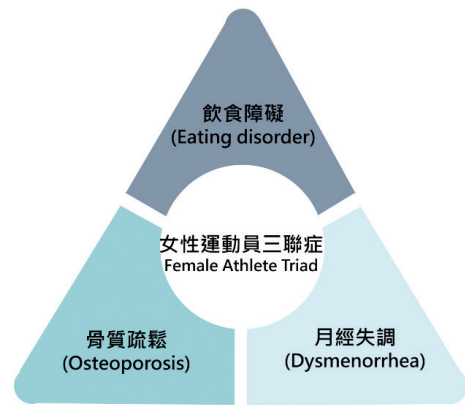 飲食障礙
(Eating disorder)
女性運動員三聯症
Female Athlete Triad
骨質疏鬆
(Osteoporosis)
月經失調
(Dysmenorrhea)